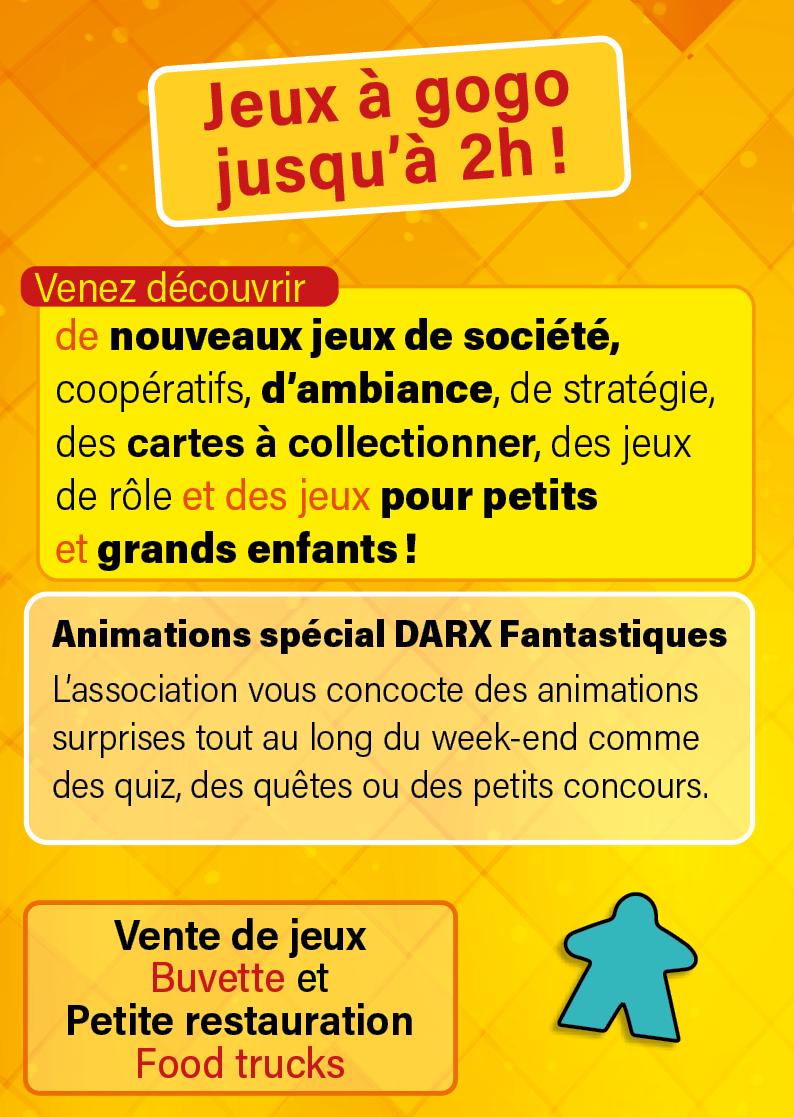 Jeux à gogo
jusqu'à 2h !
Venez découvrir
de nouveaux jeux de société,
coopératifs, d'ambiance, de stratégie,
des cartes à collectionner, des jeux
de rôle et des jeux pour petits
et grands enfants !
Animations spécial DARX Fantastiques
L'association vous concocte des animations
surprises tout au long du week-end comme
des quiz, des quêtes ou des petits concours.
Vente de jeux
Buvette et
Petite restauration
Food trucks